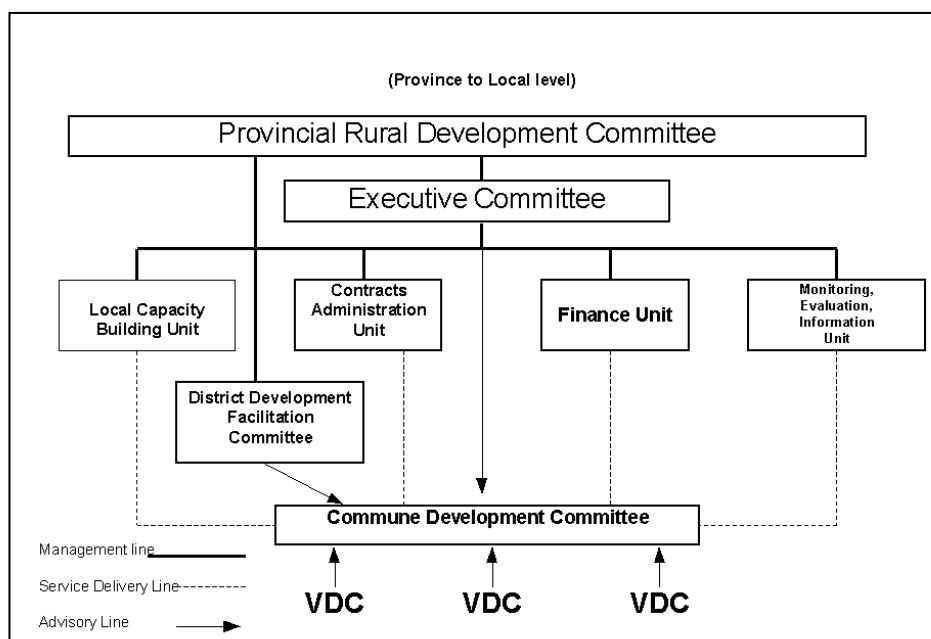 (Province to Local level)
Provincial Rural Development Committee
Executive Committee
Local Capacity
Building Unit
Contracts
Administration
Unit
Finance Unit
Monitoring,
Evaluation,
Information
Unit
District Development
Facilitation
Committee
Commune Development Committee
Management line
Service Delivery Line
Advisory Line
VDC
VDC
VDC